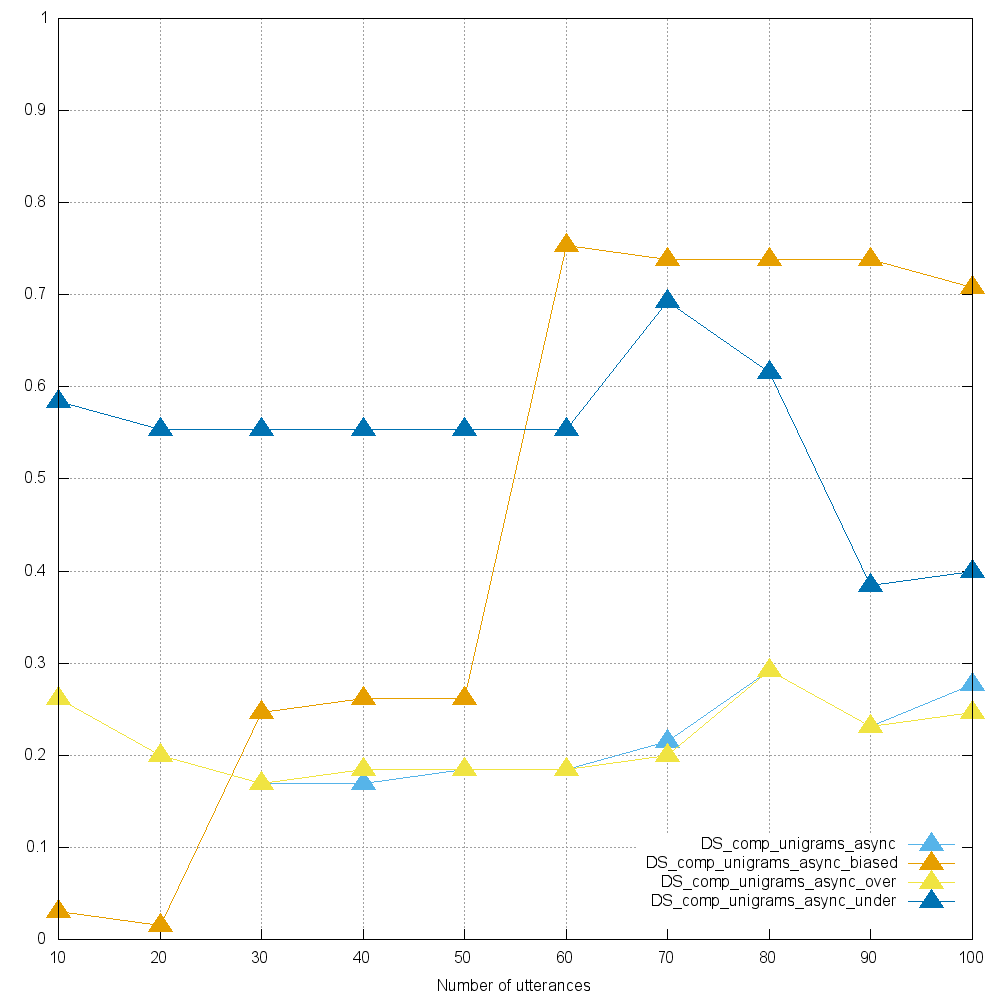 1
0.9
0.8
0.7
0.6
0.5
0.4
0.3
0.2
0.1
0
DS_comp_unigrams_async
DS_comp_unigrams_async_biased
DS_comp_unigrams_async_over
DS_comp_unigrams_async_under
10 20 30 40 50 60 70 80 90 100
Number of utterances